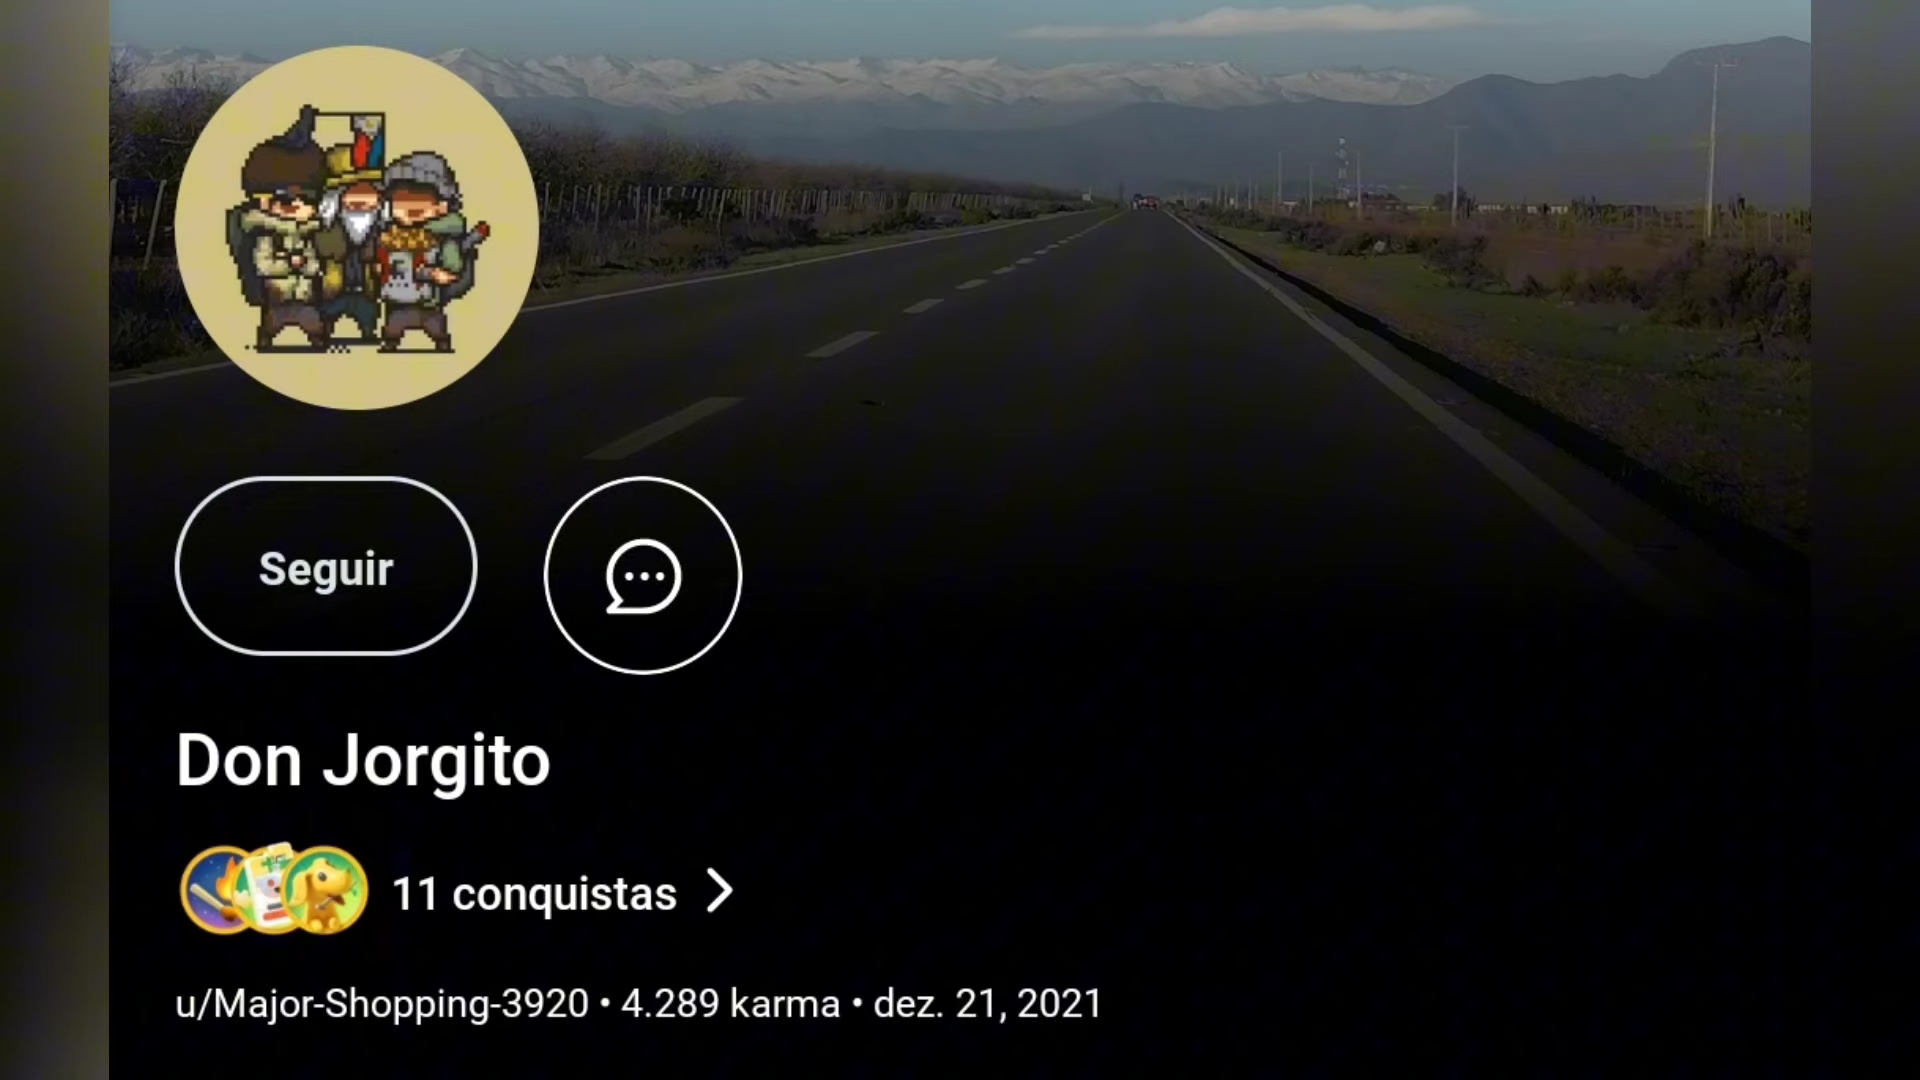 Seguir
Don Jorgito
11 conquistas
u/Major-Shopping-3920 • 4.289 karma • dez. 21, 2021